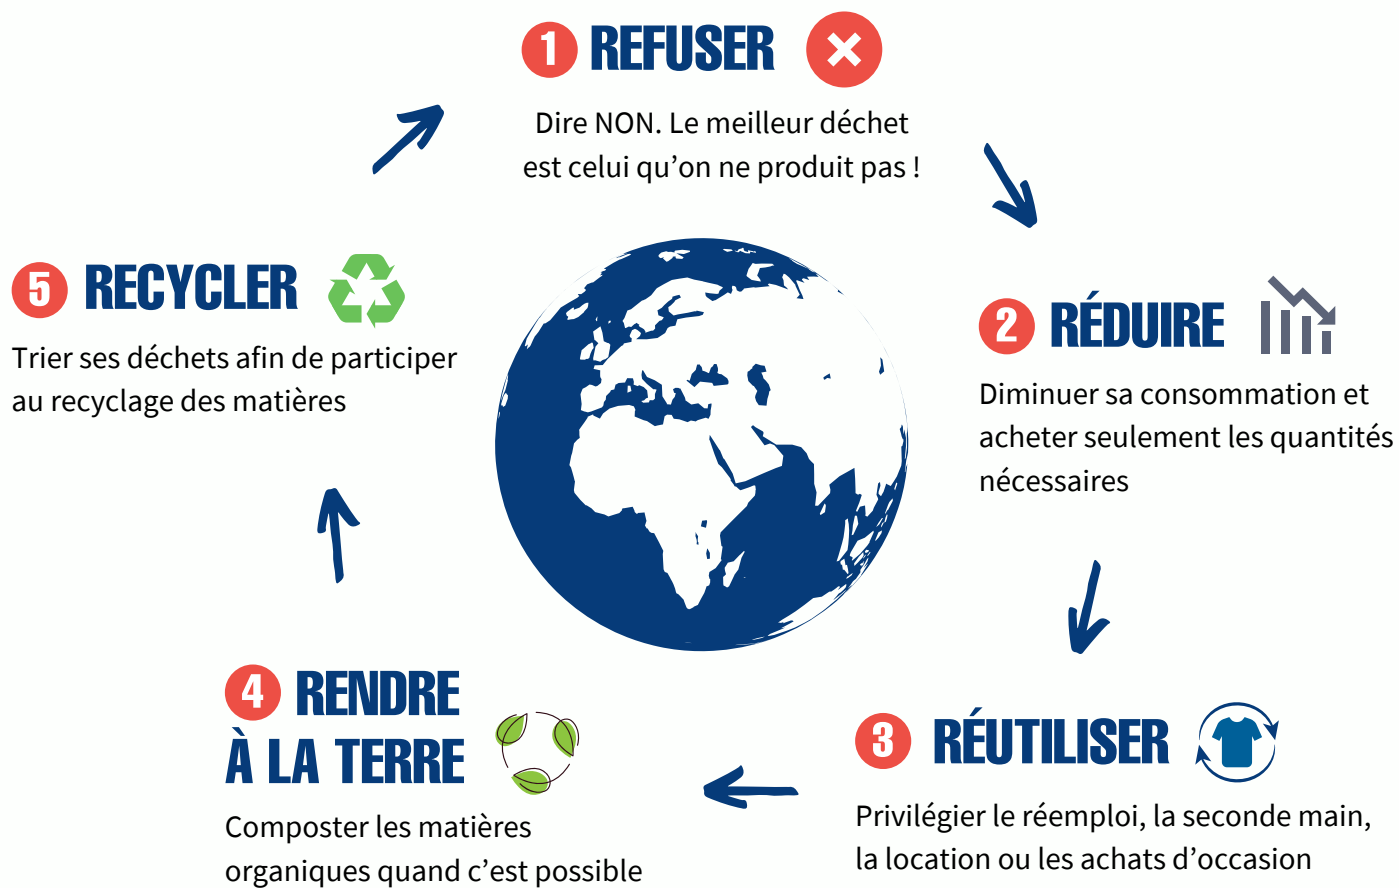 1 REFUSER
Dire NON. Le meilleur déchet
est celui qu’on ne produit pas !
2 RÉDUIRE
Diminuer sa consommation et
acheter seulement les quantités
nécessaires
3 RÉUTILISER
Privilégier le réemploi, la seconde main,
la location ou les achats d’occasion
4 RENDRE
À LA TERRE
Composter les matières
organiques quand c’est possible
5 RECYCLER
Trier ses déchets afin de participer
au recyclage des matières